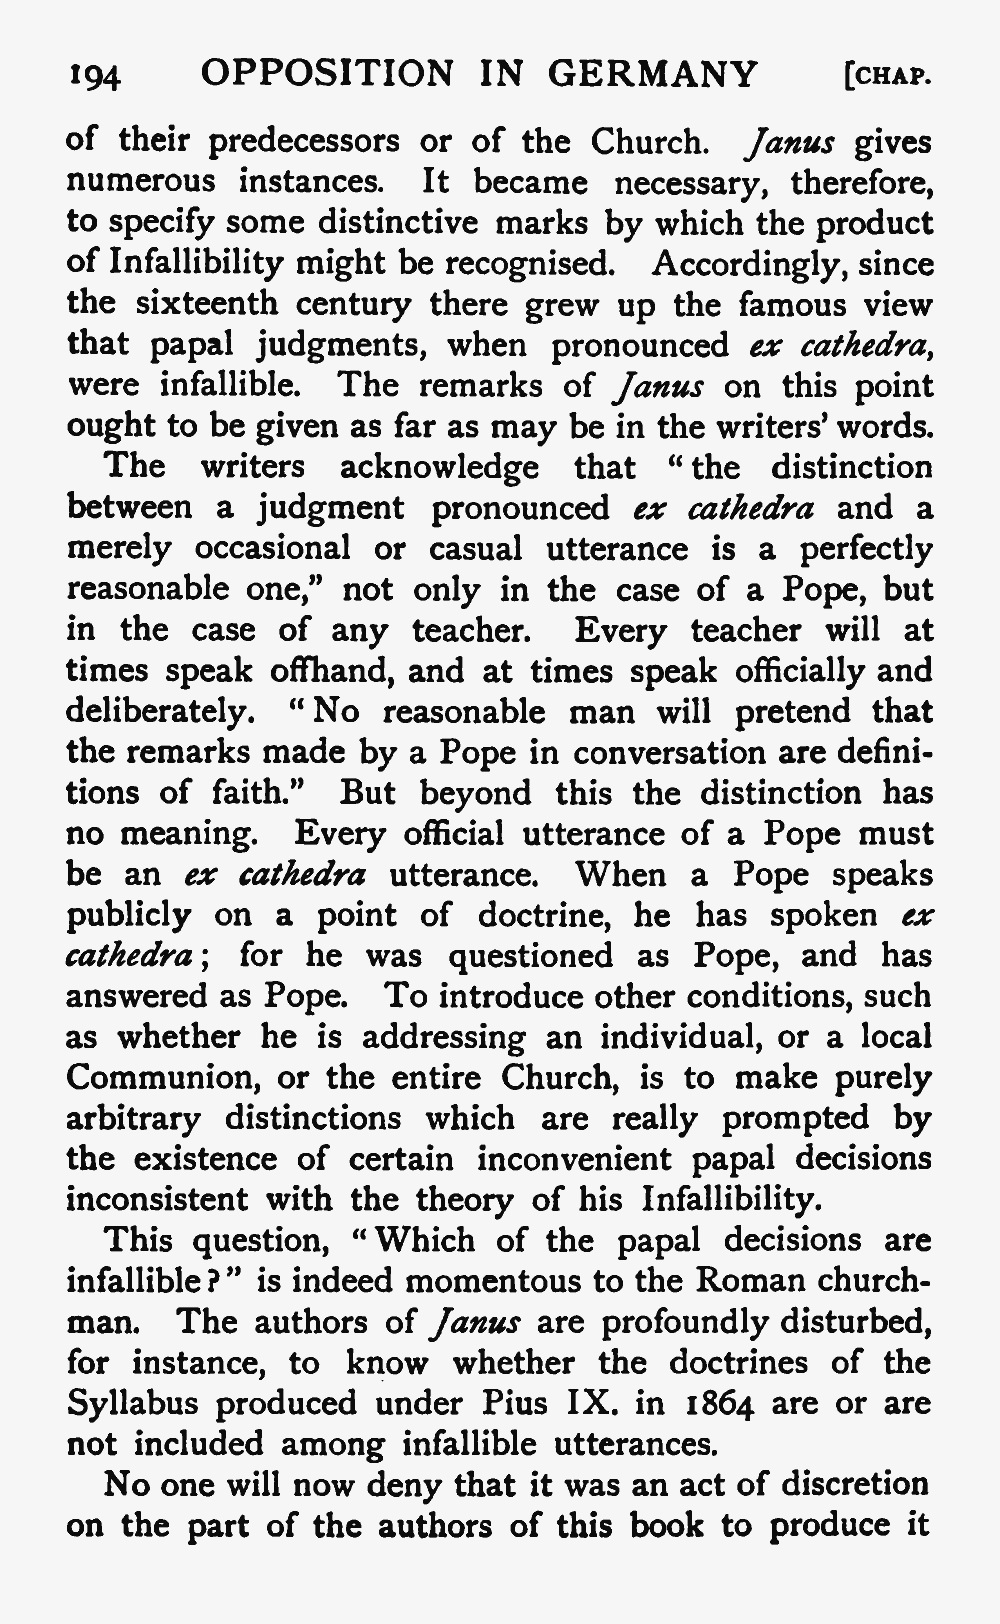 194 OPPOSITION IN GERMANY [CHAP.
of their predecessors or of the Church. Janus gives
numerous instances. It became necessary, therefore,
to specify some distinctive marks by which the product
of Infallibility might be recognised. Accordingly, since
the sixteenth century there grew up the famous view
that papal judgments, when pronounced ex cathedra,
were infallible. The remarks of Janus on this point
ought to be given as far as may be in the writers' words.
The writers acknowledge that "the distinction
between a judgment pronounced ex cathedra and a
merely occasional or casual utterance is a perfectly
reasonable one," not only in the case of a Pope, but
in the case of any teacher. Every teacher will at
times speak offhand, and at times speak officially and
deliberately. "No reasonable man will pretend that
the remarks made by a Pope in conversation are defini-
tions of faith." But beyond this the distinction has
no meaning. Every official utterance of a Pope must
be an ex cathedra utterance. When a Pope speaks
publicly on a point of doctrine, he has spoken ex
cathedra; for he was questioned as Pope, and has
answered as Pope. To introduce other conditions, such
as whether he is addressing an individual, or a local
Communion, or the entire Church, is to make purely
arbitrary distinctions which are really prompted by
the existence of certain inconvenient papal decisions
inconsistent with the theory of his Infallibility.
This question, "Which of the papal decisions are
infallible?" is indeed momentous to the Roman church-
man. The authors of Janus are profoundly disturbed,
for instance, to know whether the doctrines of the
Syllabus produced under Pius IX. in 1864 are or are
not included among infallible utterances.
No one will now deny that it was an act of discretion
on the part of the authors of this book to produce it